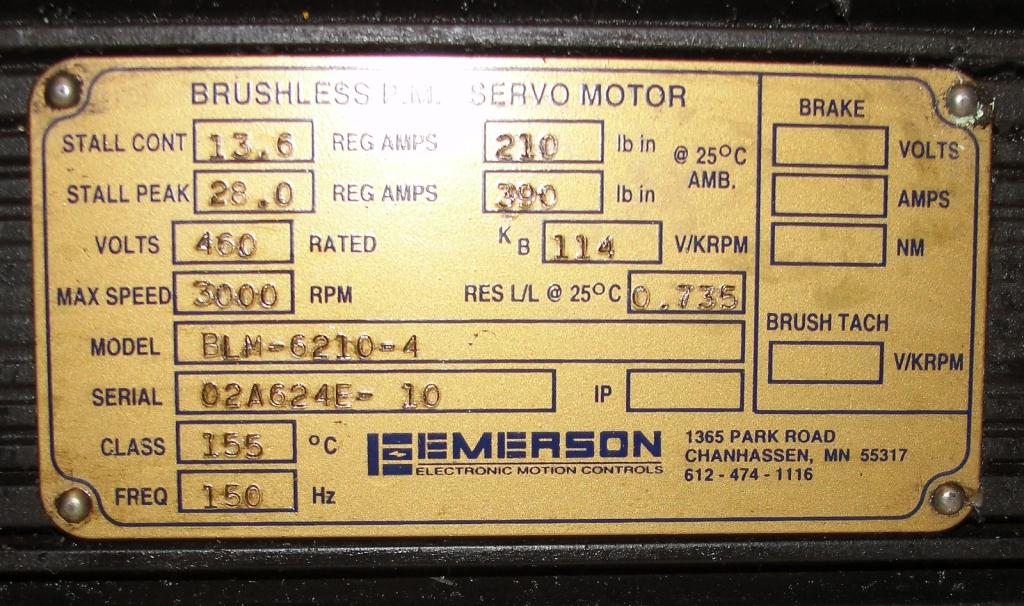 BRUSHLESS P.M. SERVO MOTOR
STALL CONT 13.6 REG AMPS 210 lb in @ 25°C AMB.
STALL PEAK 28.0 REG AMPS 390 lb in
VOLTS 460 RATED KB 114 V/KRPM
MAX SPEED 3000 RPM RES L/L @ 25°C 0.735
MODEL BLM-6210-4
SERIAL 02A624E- 10 IP
CLASS 155 °C
FREQ 150 Hz
EMERSON
ELECTRONIC MOTION CONTROLS
1365 PARK ROAD
CHANHASSEN, MN 55317
612 - 474 - 1116
BRAKE
VOLTS
AMPS
NM
BRUSH TACH
V/KRPM